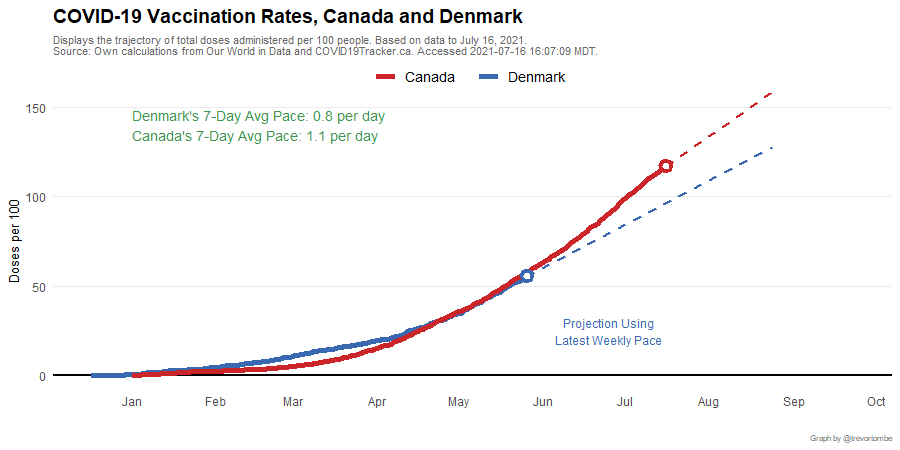 COVID-19 Vaccination Rates, Canada and Denmark
Displays the trajectory of total doses administered per 100 people. Based on data to July 16, 2021.
Source: Own calculations from Our World in Data and COVID19Tracker.ca. Accessed 2021-07-16 16:07:09 MDT.
Canada Denmark
150
Denmark's 7-Day Avg Pace: 0.8 per day
Canada's 7-Day Avg Pace: 1.1 per day
100
Doses per 100
50
Projection Using
Latest Weekly Pace
0
Jan Feb Mar Apr May Jun Jul Aug Sep Oct
Graph by @trevortombe